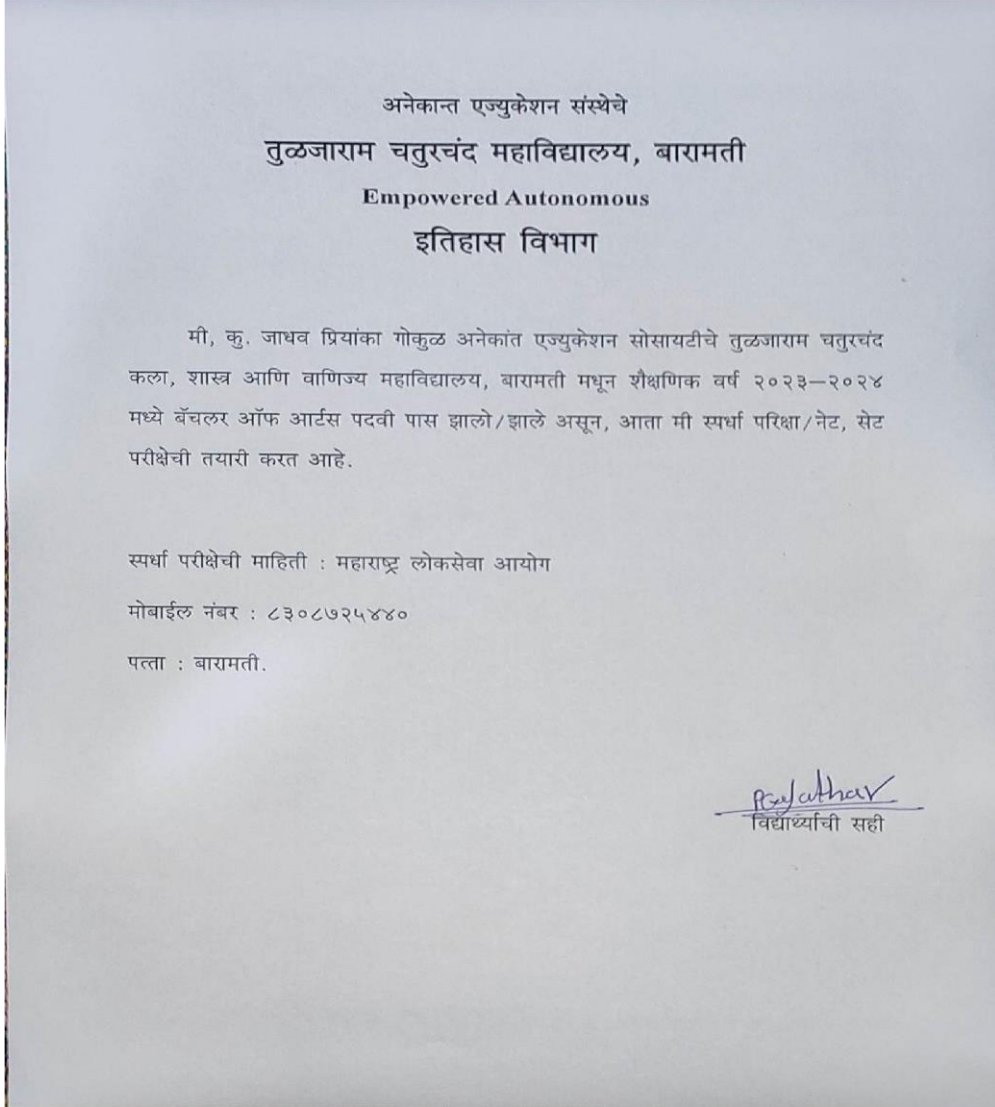 अनेकान्त एज्युकेशन संस्थेचे
तुळजाराम चतुरचंद महाविद्यालय, बारामती
Empowered Autonomous
इतिहास विभाग
मी, कु. जाधव प्रियांका गोकुळ अनेकांत एज्युकेशन सोसायटीचे तुळजाराम चतुरचंद
कला, शास्त्र आणि वाणिज्य महाविद्यालय, बारामती मधून शैक्षणिक वर्ष २०२३–२०२४
मध्ये बॅचलर ऑफ आर्टस पदवी पास झालो/झाले असून, आता मी स्पर्धा परिक्षा/नेट, सेट
परीक्षेची तयारी करत आहे.
स्पर्धा परीक्षेची माहिती : महाराष्ट्र लोकसेवा आयोग
मोबाईल नंबर : ८३०८७२५४४०
पत्ता : बारामती.
विद्यार्थ्याची सही